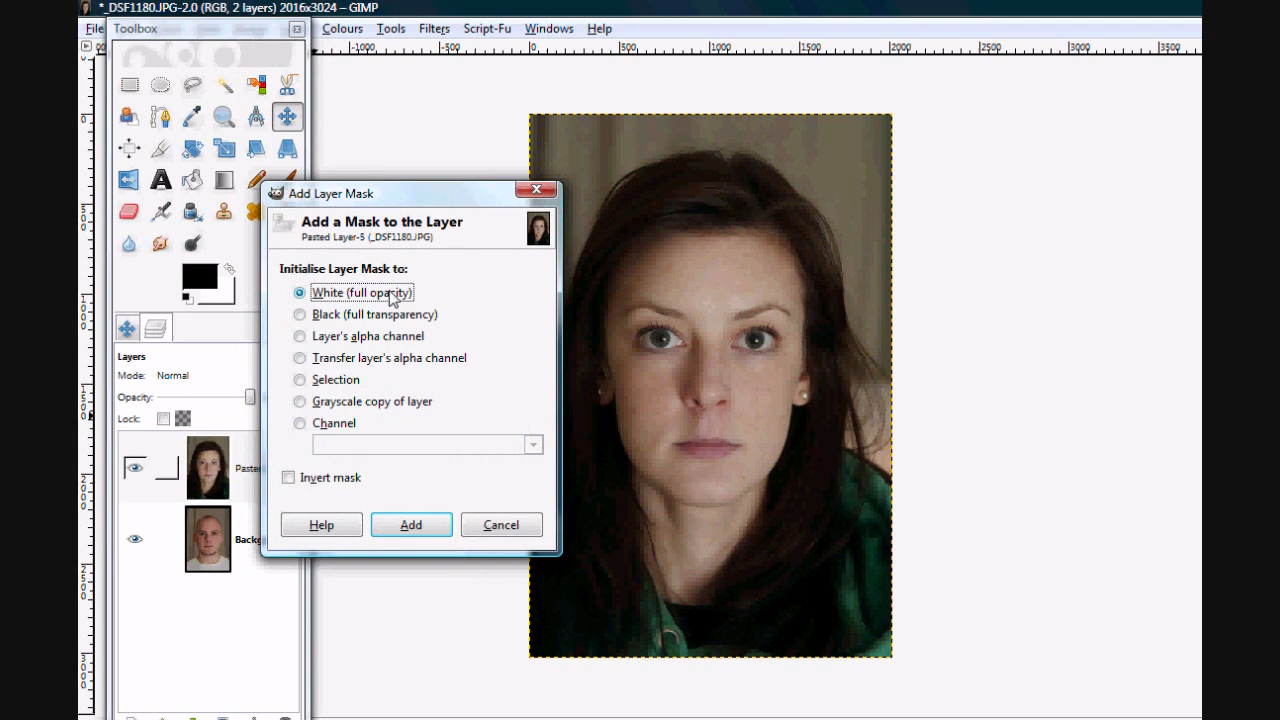 *_DSF1180.JPG-2.0 (RGB, 2 layers) 2016x3024 – GIMP
File
Toolbox
Colours Tools Filters Script-Fu Windows Help
-1000 -500 0 500 1000 1500 2000 2500 3000 3500
Add Layer Mask
Add a Mask to the Layer
Pasted Layer-5 (_DSF1180.JPG)
Initialise Layer Mask to:
White (full opacity)
Black (full transparency)
Layer's alpha channel
Transfer layer's alpha channel
Selection
Grayscale copy of layer
Channel
Invert mask
Help Add Cancel
Layers
Mode: Normal
Opacity:
Lock:
Paste
Backg